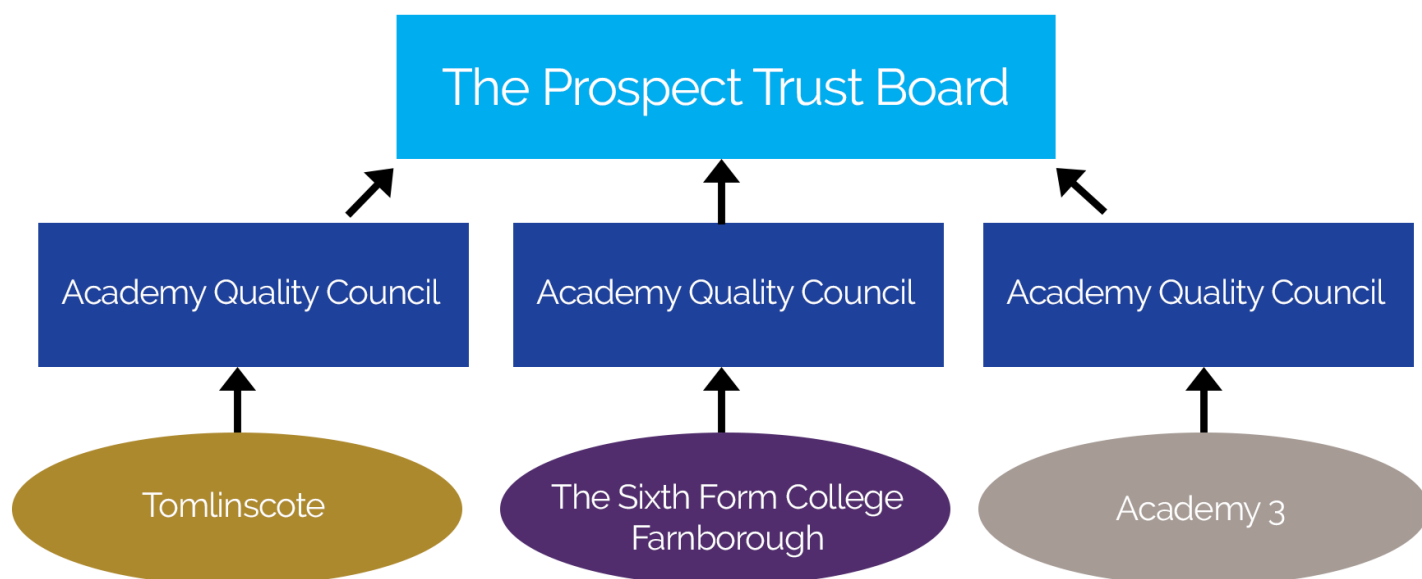 The Prospect Trust Board
Academy Quality Council
Academy Quality Council
Academy Quality Council
Tomlinscote
The Sixth Form College
Farnborough
Academy 3